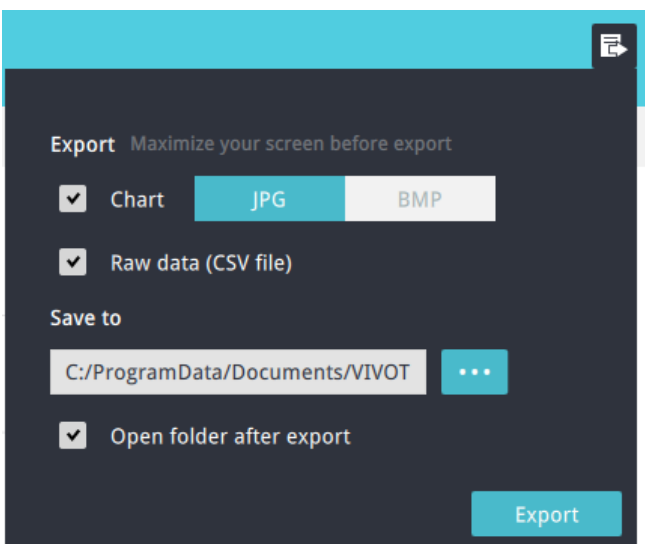 Export Maximize your screen before export
Chart JPG BMP
Raw data (CSV file)
Save to
C:/ProgramData/Documents/VIVOT
Open folder after export
Export